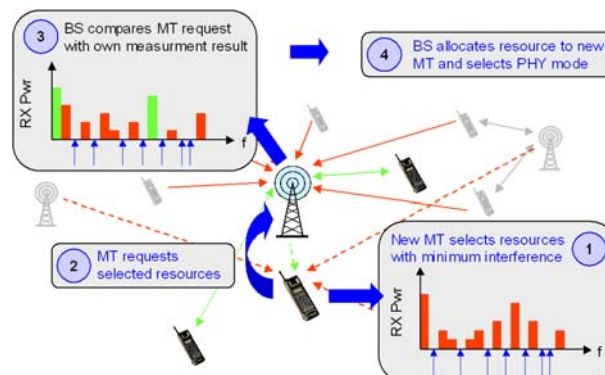 3
BS compares MT request
with own measurment result
RX Pwr
f
4
BS allocates resource to new
MT and selects PHY mode
2
MT requests
selected resources
New MT selects resources
with minimum interference
1
RX Pwr
f